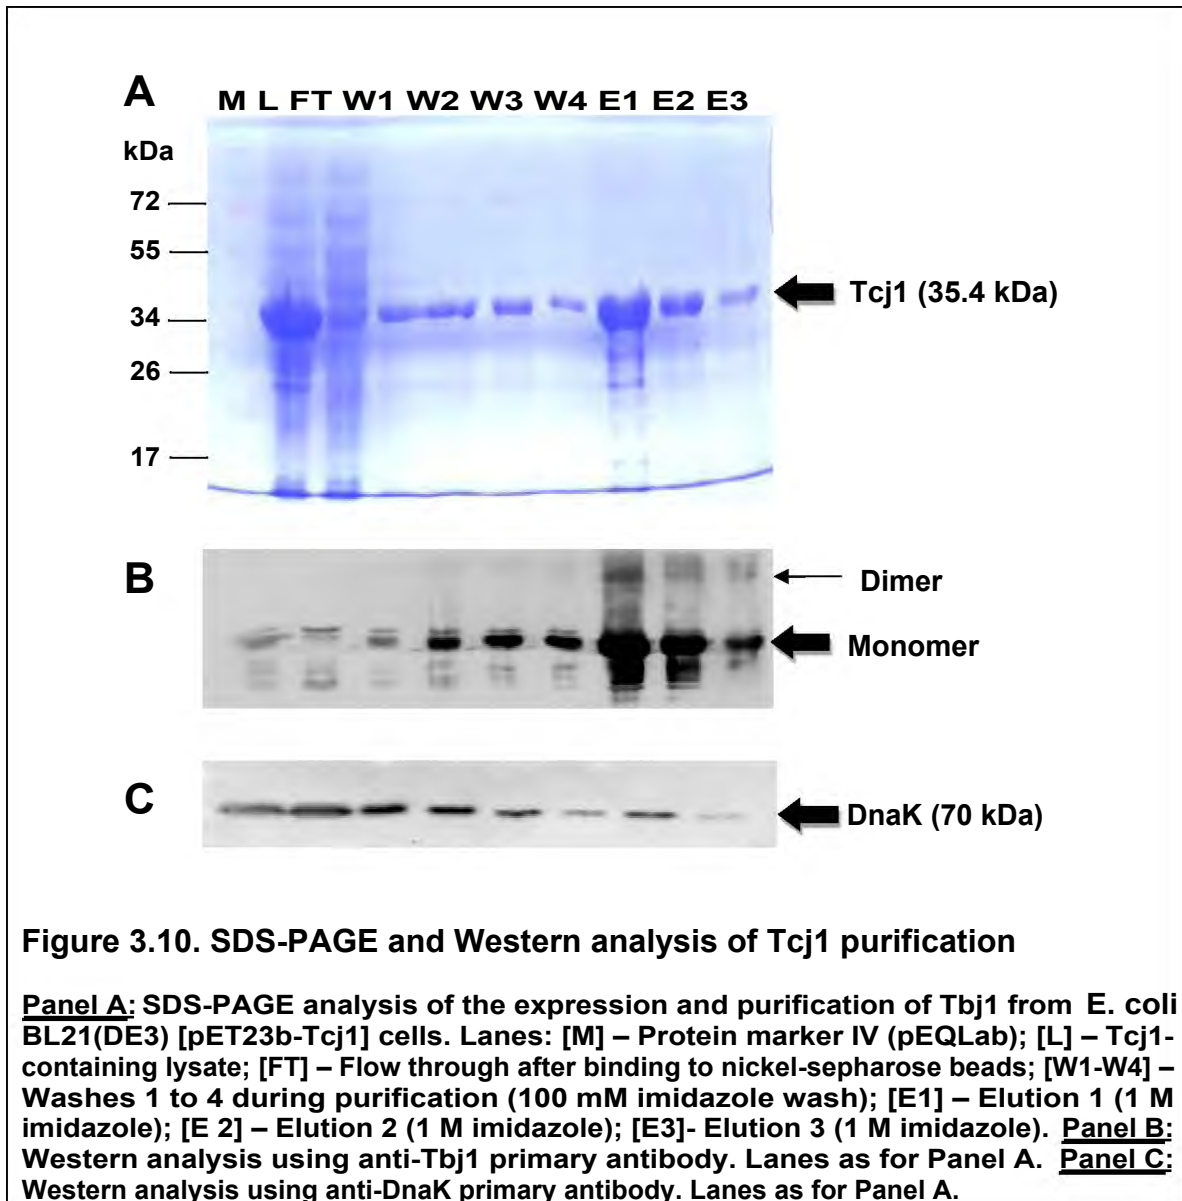 A
M L FT W1 W2 W3 W4 E1 E2 E3
kDa
72
55
34
26
17
Tcj1 (35.4 kDa)
B
Dimer
Monomer
C
DnaK (70 kDa)
Figure 3.10. SDS-PAGE and Western analysis of Tcj1 purification
Panel A: SDS-PAGE analysis of the expression and purification of Tbj1 from E. coli
BL21(DE3) [pET23b-Tcj1] cells. Lanes: [M] – Protein marker IV (pEQLab); [L] – Tcj1-
containing lysate; [FT] – Flow through after binding to nickel-sepharose beads; [W1-W4] –
Washes 1 to 4 during purification (100 mM imidazole wash); [E1] – Elution 1 (1 M
imidazole); [E 2] – Elution 2 (1 M imidazole); [E3]- Elution 3 (1 M imidazole). Panel B:
Western analysis using anti-Tbj1 primary antibody. Lanes as for Panel A. Panel C:
Western analysis using anti-DnaK primary antibody. Lanes as for Panel A.